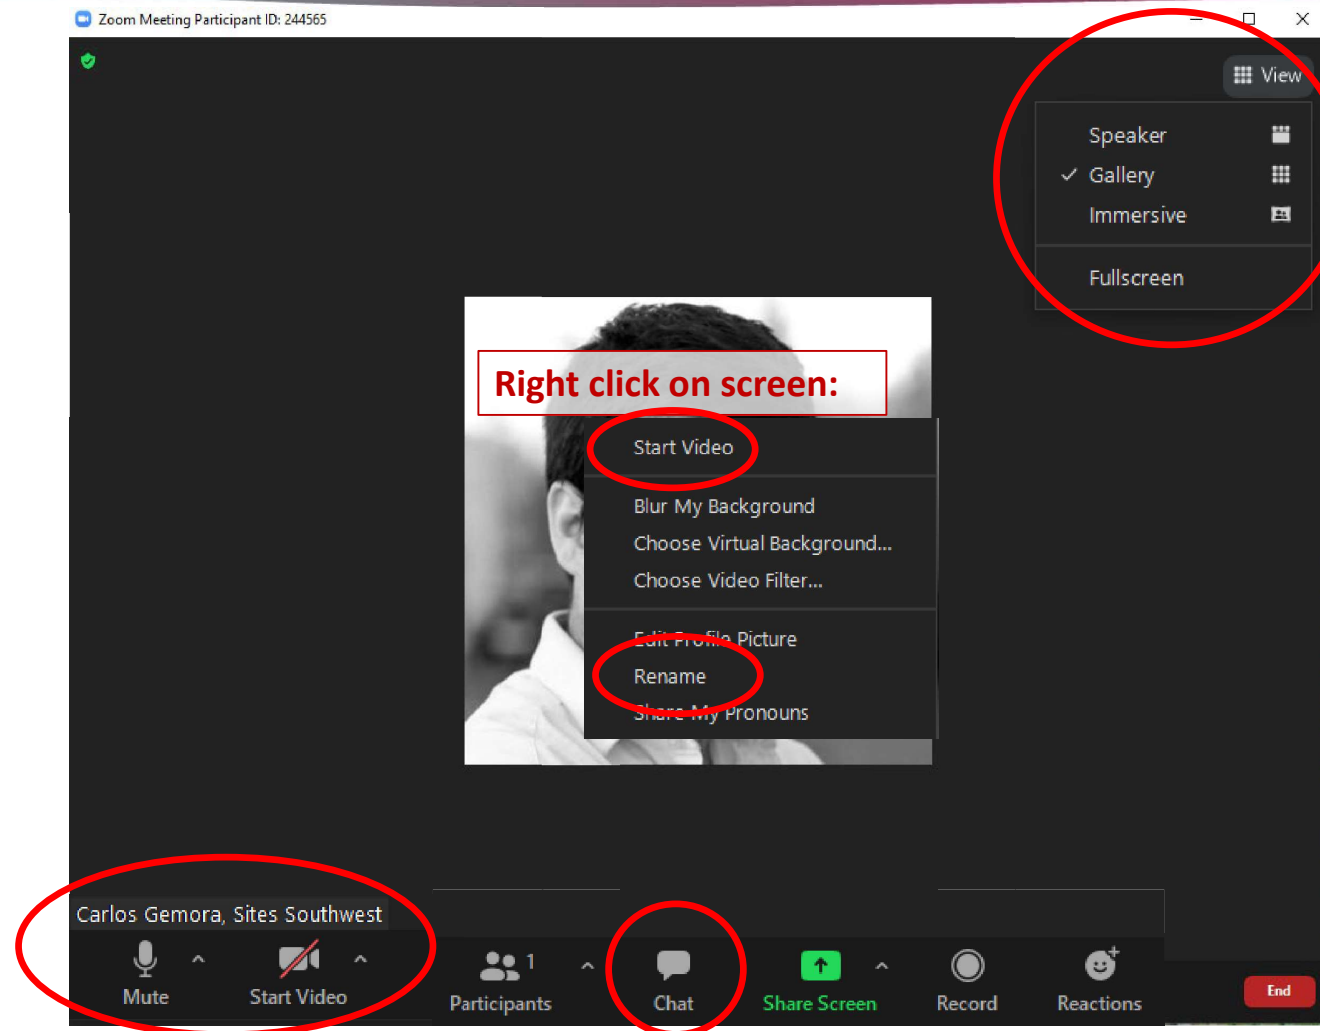 Zoom Meeting Participant ID: 244565
View
Speaker
Gallery
Immersive
Fullscreen
Right click on screen:
Start Video
Blur My Background
Choose Virtual Background...
Choose Video Filter...
Edit Profile Picture
Rename
Share My Pronouns
Carlos Gemora, Sites Southwest
Mute
Start Video
1
Participants
Chat
Share Screen
Record
Reactions
End